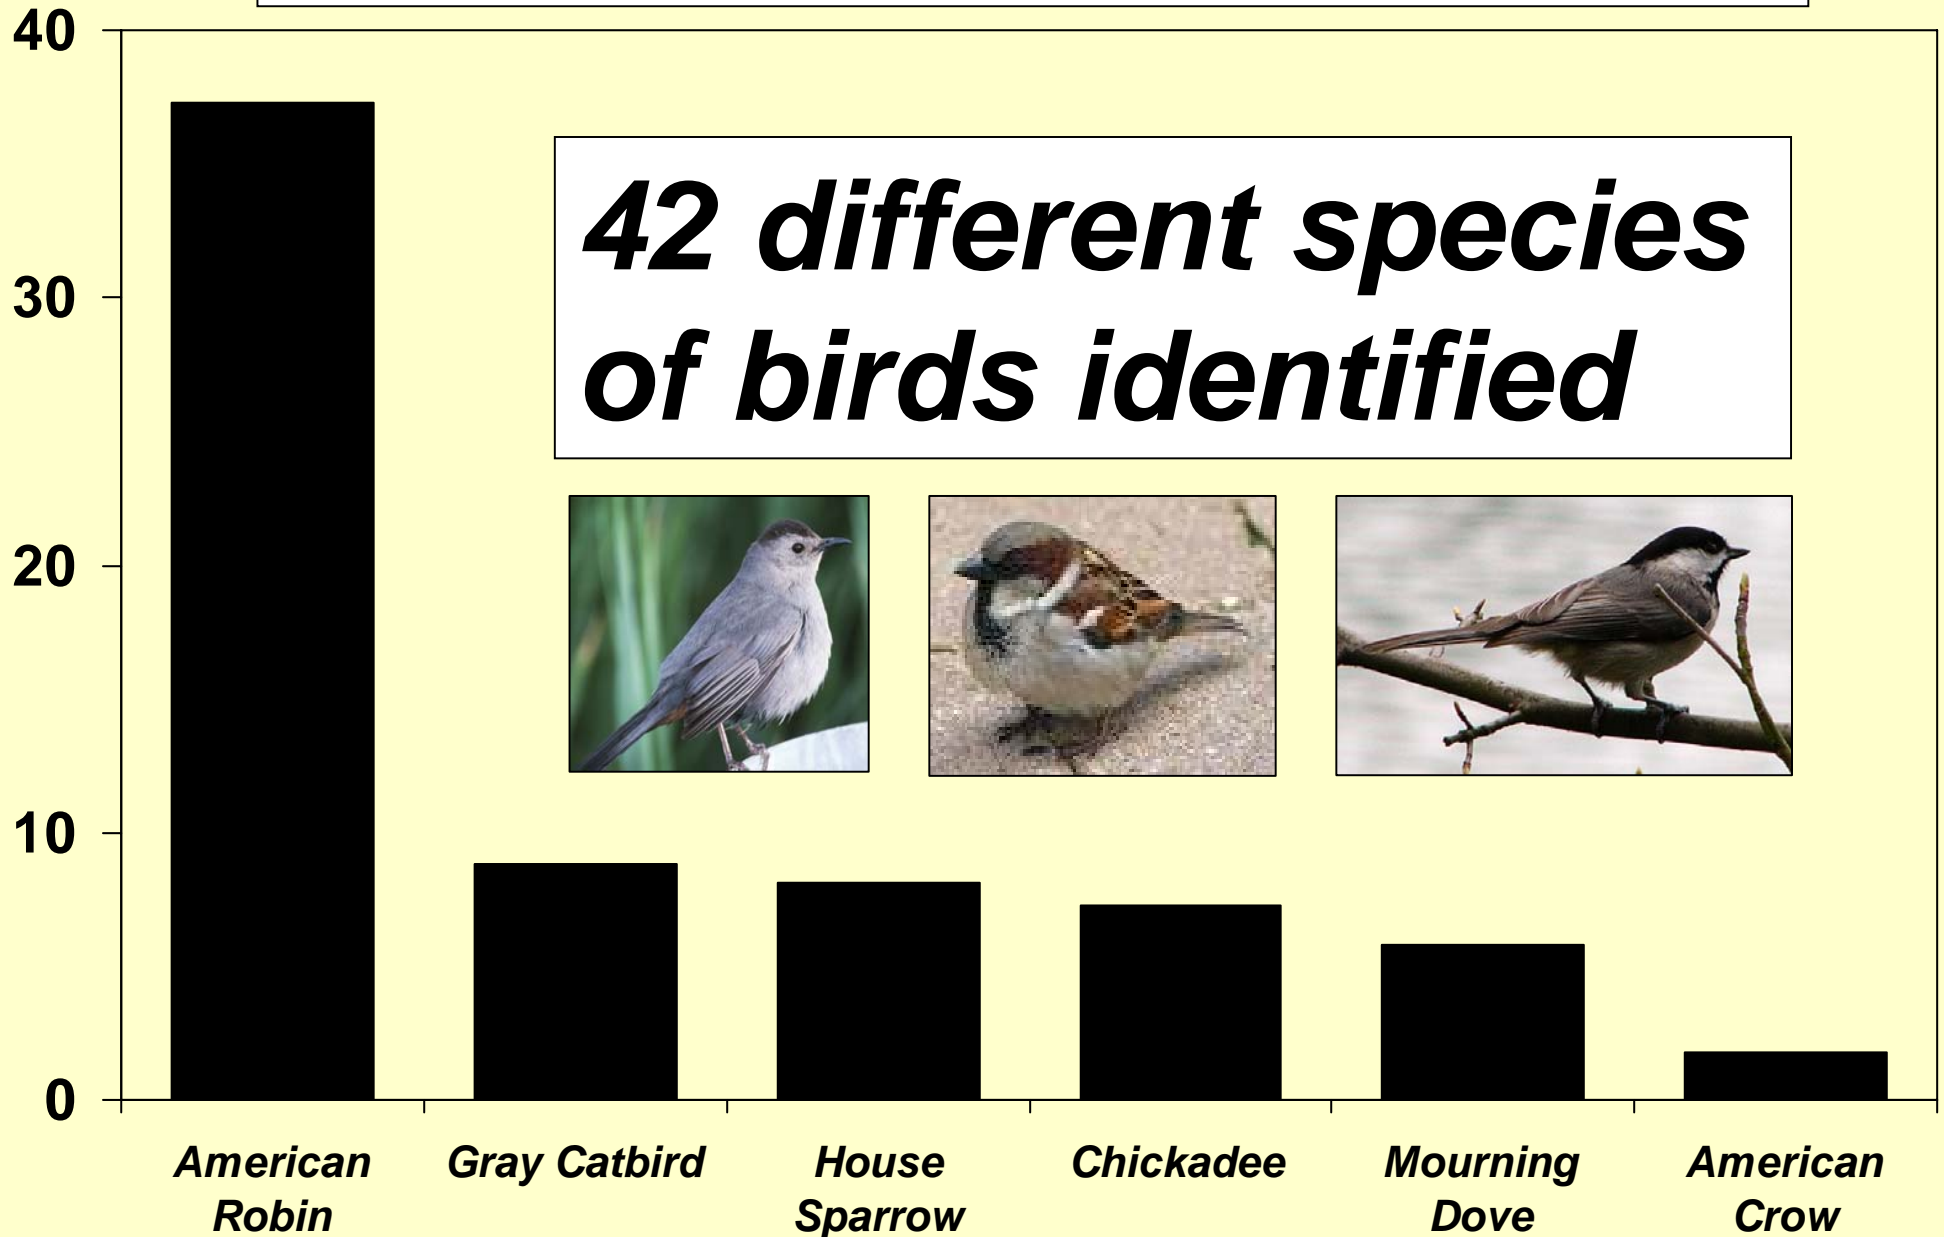 40
42 different species
of birds identified
30
20
10
0
American Robin
Gray Catbird
House Sparrow
Chickadee
Mourning Dove
American Crow